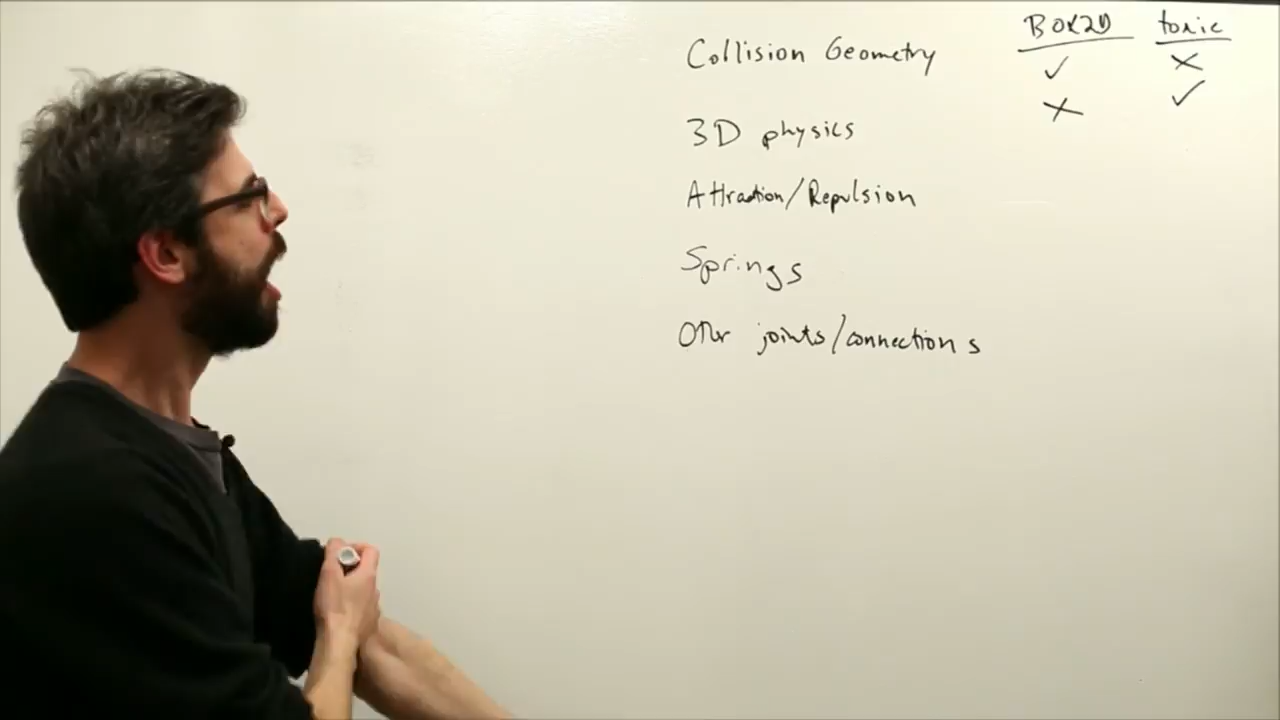 Box2D toxic
Collision Geometry ✓ ✗
3D physics ✗ ✓
Attraction/Repulsion
Springs
Other joints/connections